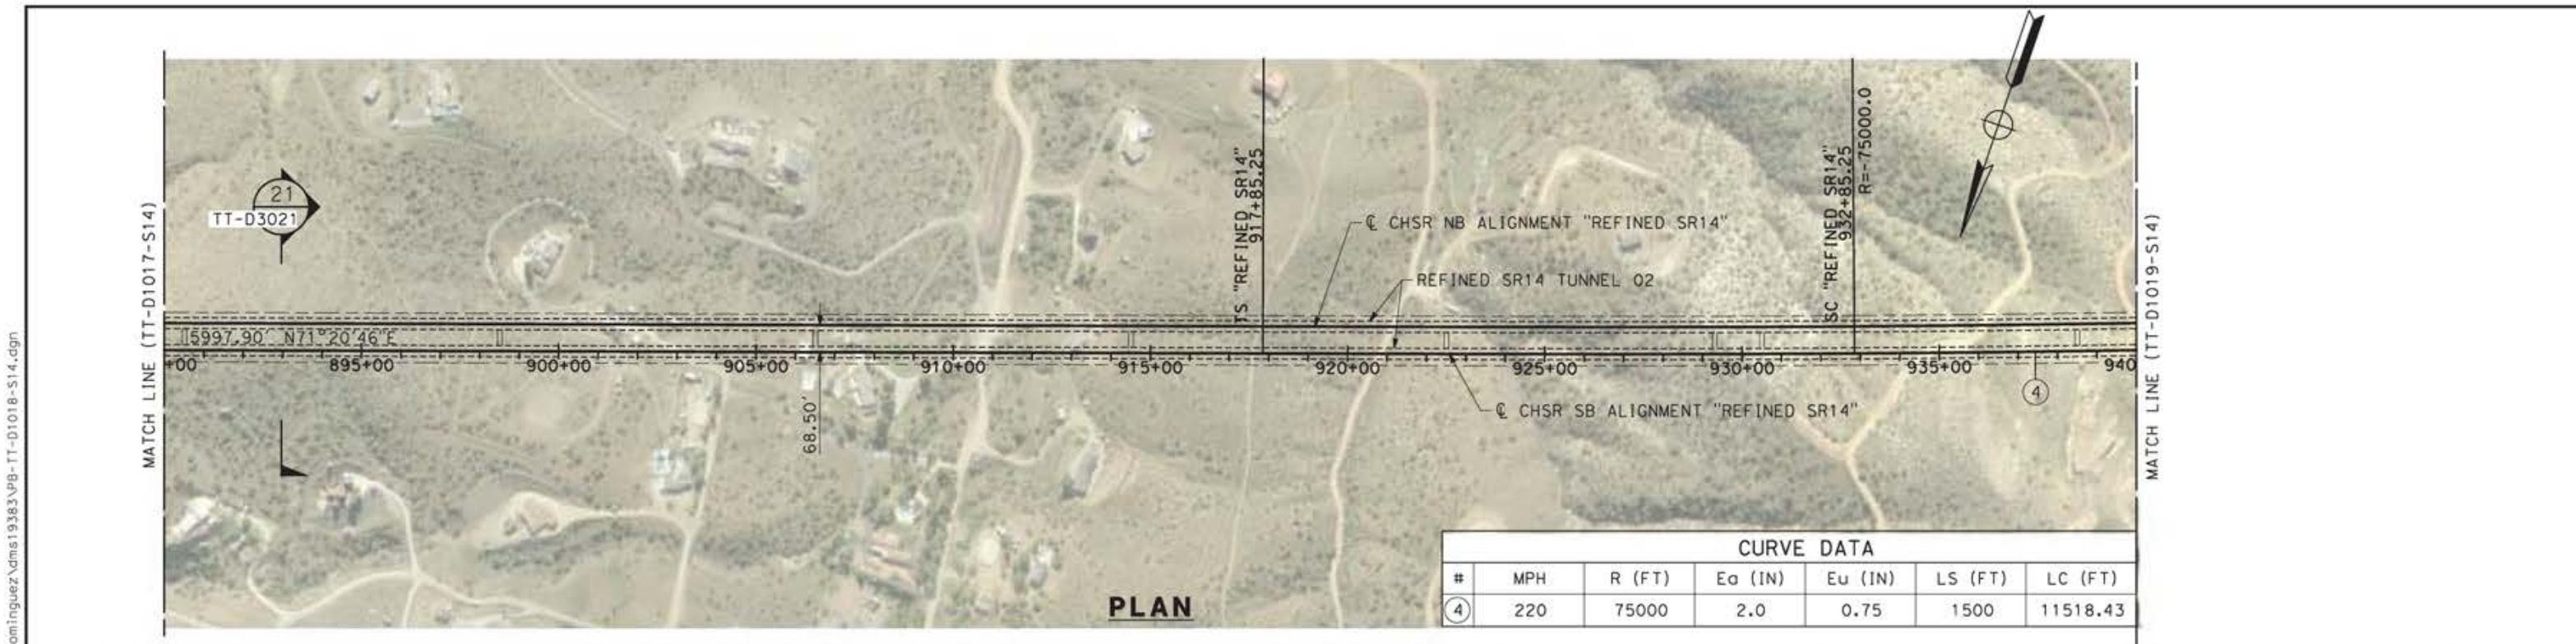 21
TT-D3021
MATCH LINE (TT-D1017-S14)
TS "REFINED SR14"
917+85.25
SC "REFINED SR14"
932+85.25
R=-75000.0
℄ CHSR NB ALIGNMENT "REFINED SR14"
REFINED SR14 TUNNEL 02
5997.90' N71°20'46"E
+00 895+00 900+00 905+00 910+00 915+00 920+00 925+00 930+00 935+00 940
4
68.50'
℄ CHSR SB ALIGNMENT "REFINED SR14"
MATCH LINE (TT-D1019-S14)
CURVE DATA
# MPH R (FT) Ea (IN) Eu (IN) LS (FT) LC (FT)
4 220 75000 2.0 0.75 1500 11518.43
PLAN
ominguez\dms19383\PB-TT-D1018-S14.dgn